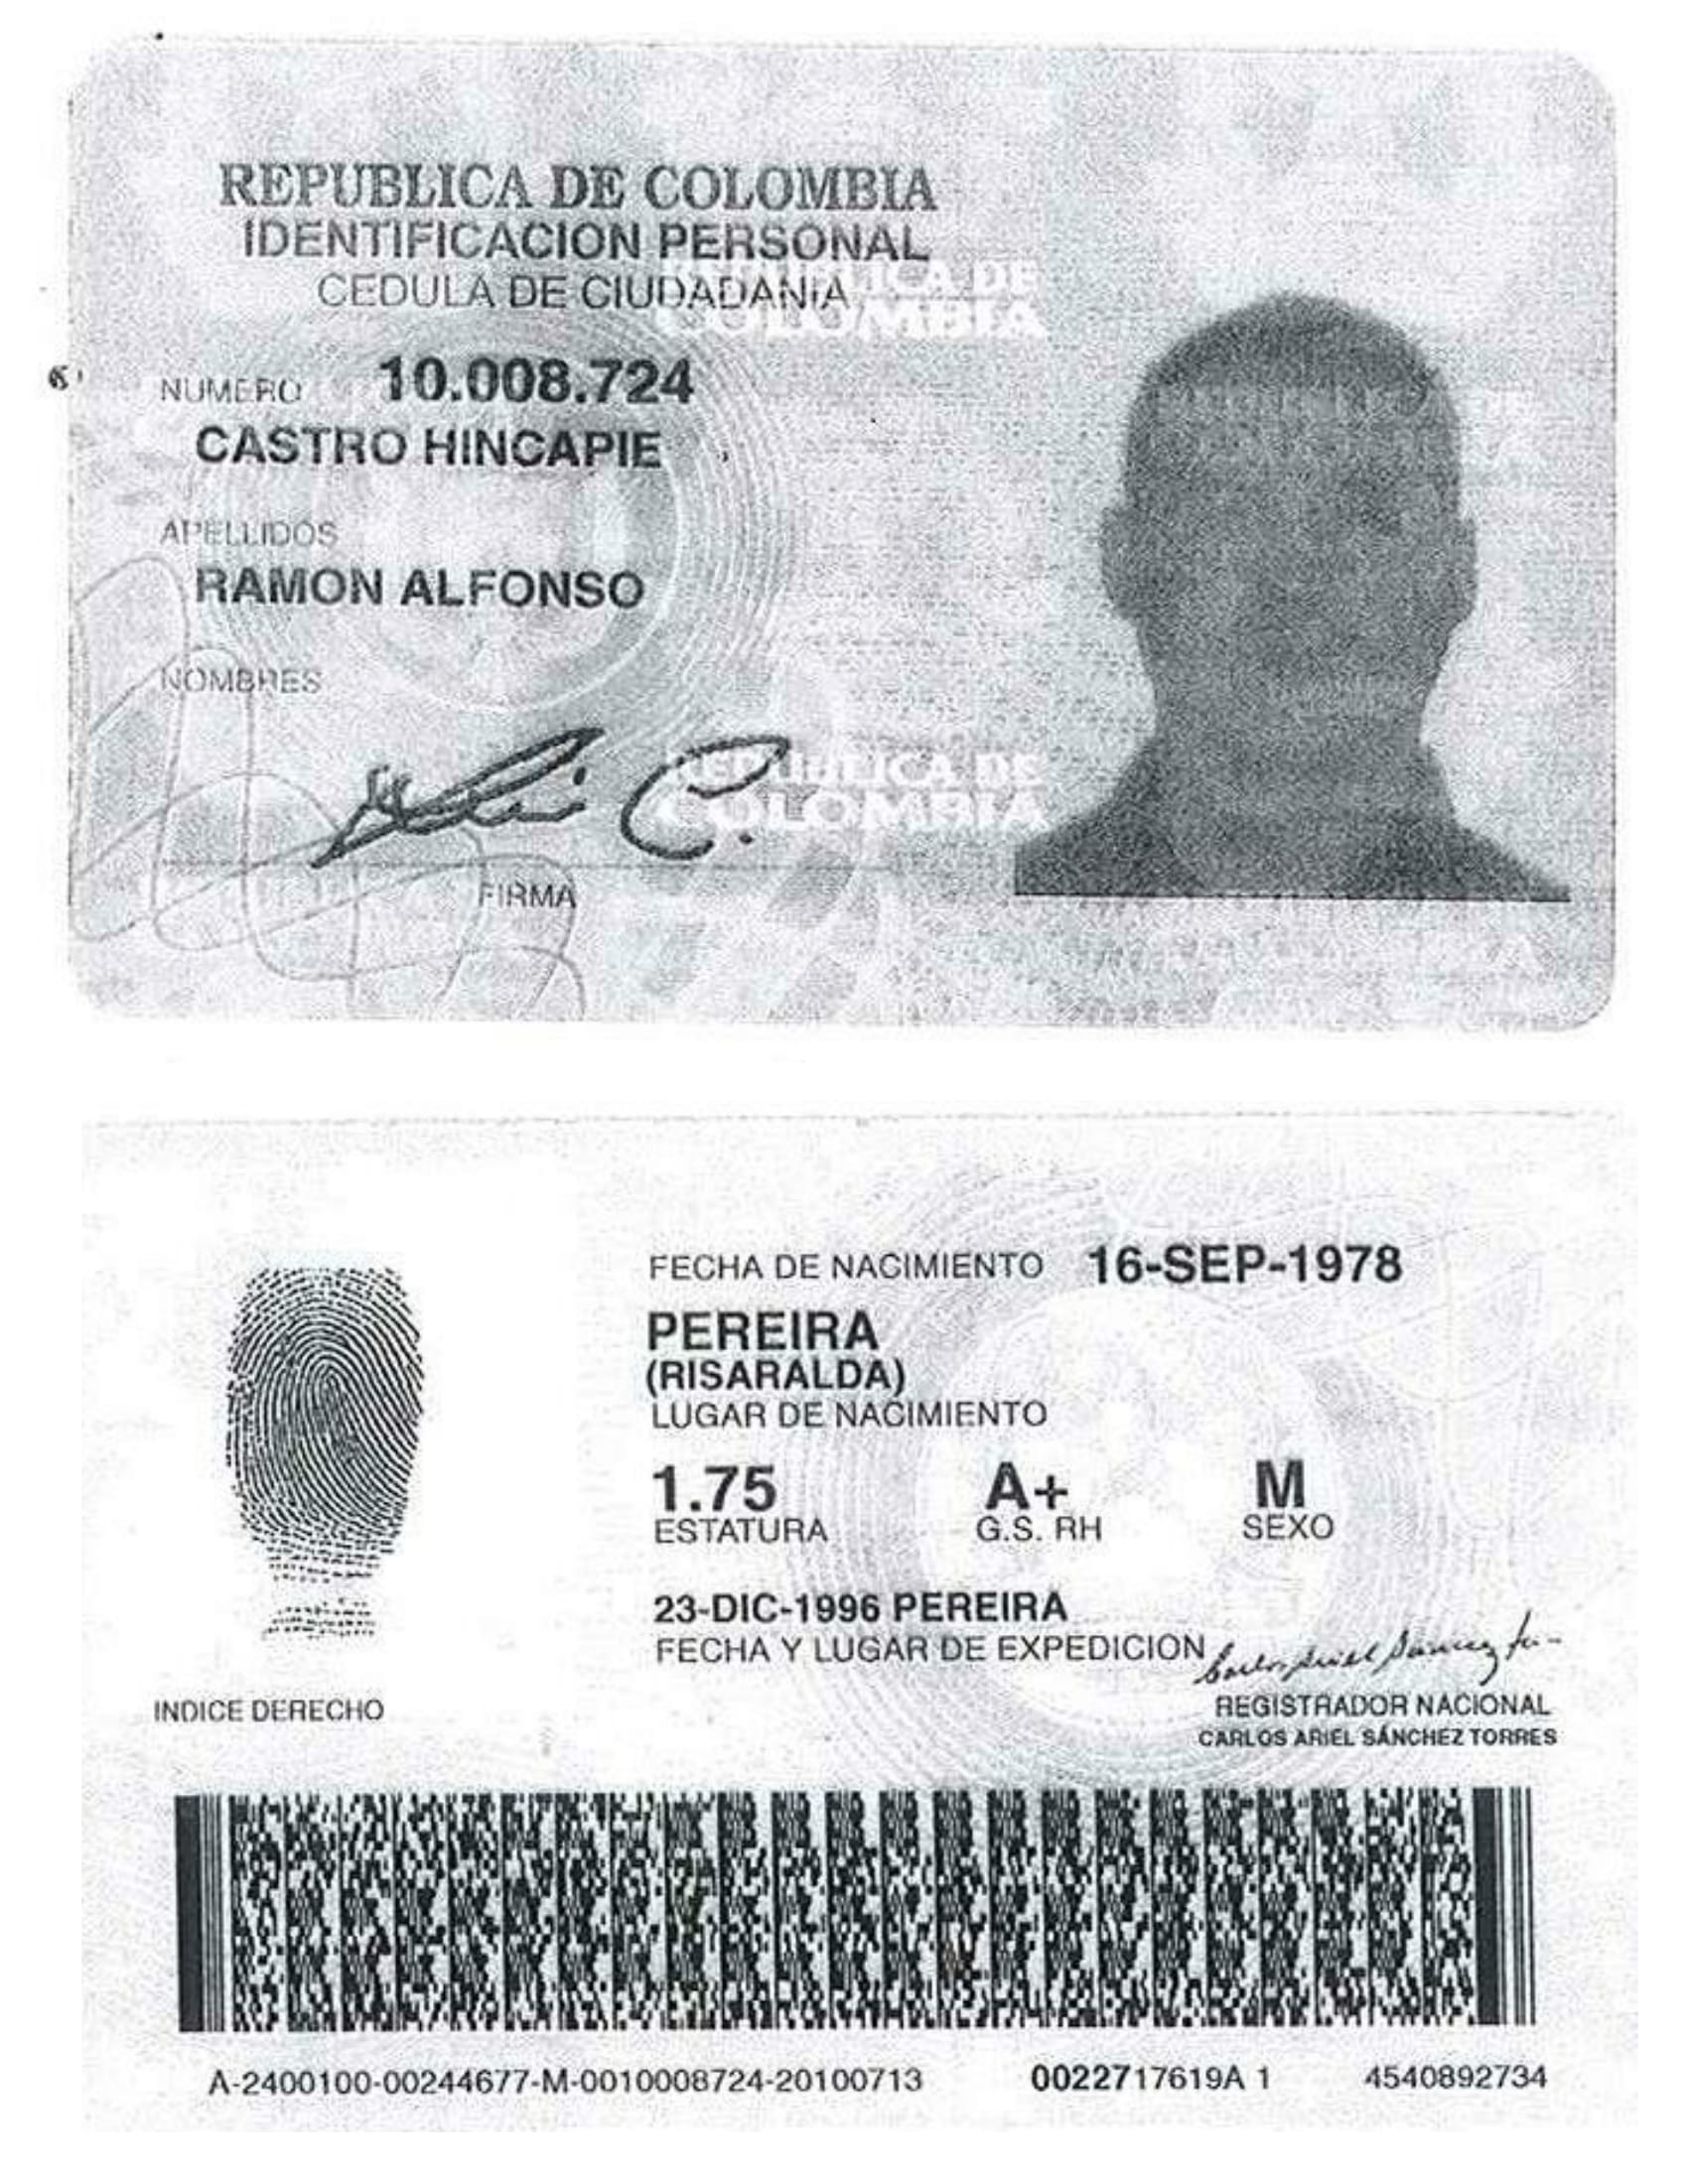 REPUBLICA DE COLOMBIA
IDENTIFICACION PERSONAL
CEDULA DE CIUDADANIA
REPUBLICA DE
COLOMBIA
NUMERO 10.008.724
CASTRO HINCAPIE
APELLIDOS
RAMON ALFONSO
NOMBRES
REPUBLICA DE
COLOMBIA
FIRMA
FECHA DE NACIMIENTO 16-SEP-1978
PEREIRA
(RISARALDA)
LUGAR DE NACIMIENTO
1.75 A+ M
ESTATURA G.S. RH SEXO
23-DIC-1996 PEREIRA
FECHA Y LUGAR DE EXPEDICION
INDICE DERECHO
REGISTRADOR NACIONAL
CARLOS ARIEL SÁNCHEZ TORRES
A-2400100-00244677-M-0010008724-20100713 0022717619A 1 4540892734